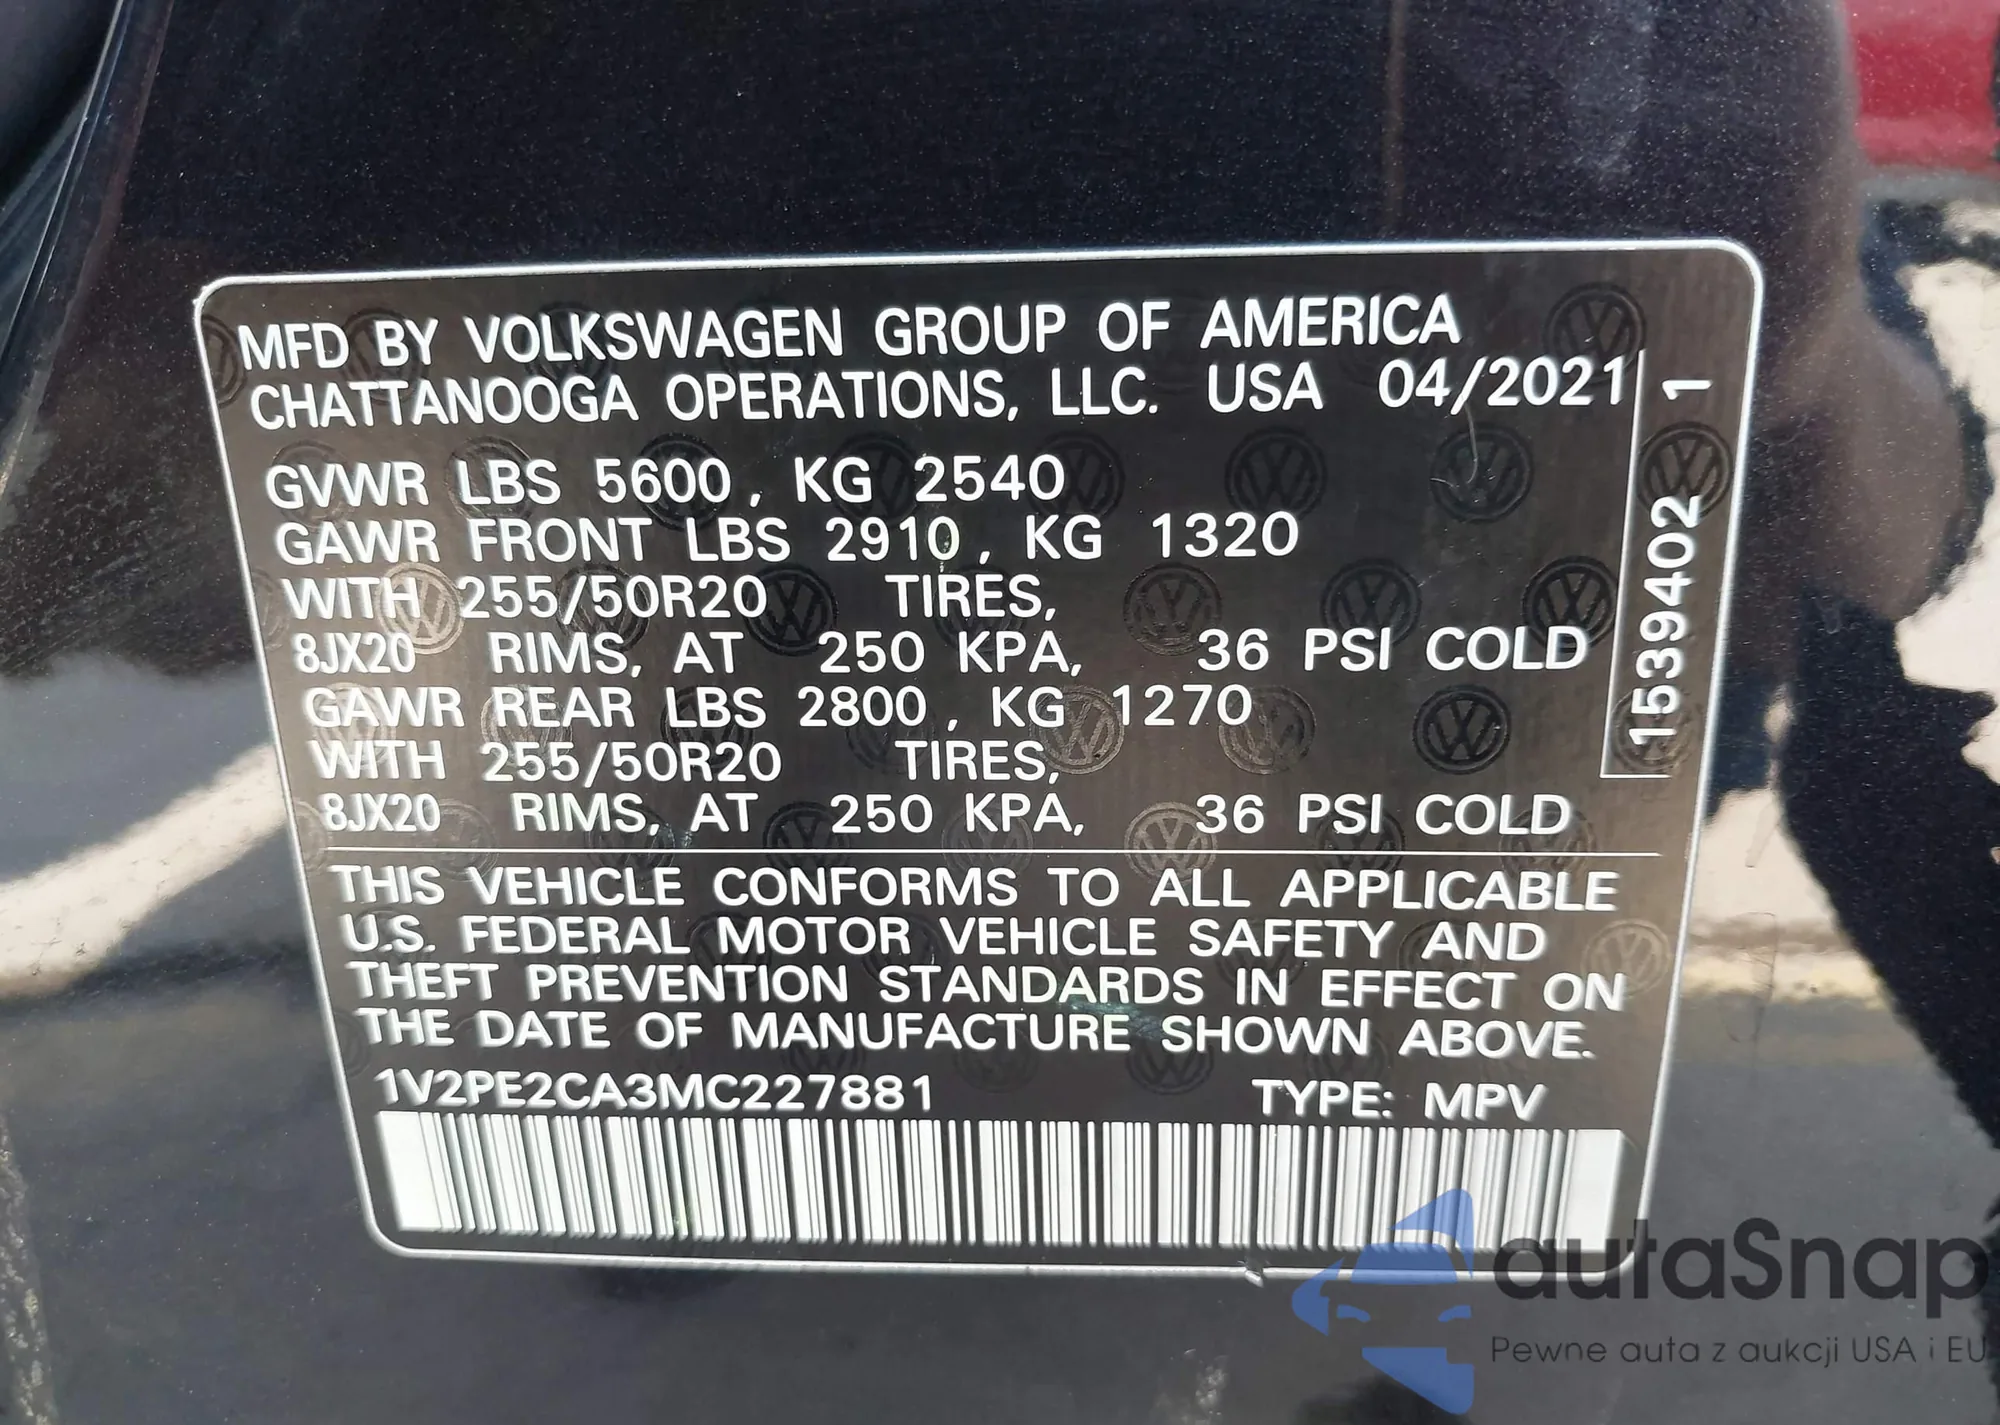 MFD BY VOLKSWAGEN GROUP OF AMERICA
CHATTANOOGA OPERATIONS, LLC. USA 04/2021
GVWR LBS 5600, KG 2540
GAWR FRONT LBS 2910, KG 1320
WITH 255/50R20 TIRES,
8JX20 RIMS, AT 250 KPA, 36 PSI COLD
GAWR REAR LBS 2800, KG 1270
WITH 255/50R20 TIRES,
8JX20 RIMS, AT 250 KPA, 36 PSI COLD
1539402 1
THIS VEHICLE CONFORMS TO ALL APPLICABLE
U.S. FEDERAL MOTOR VEHICLE SAFETY AND
THEFT PREVENTION STANDARDS IN EFFECT ON
THE DATE OF MANUFACTURE SHOWN ABOVE.
1V2PE2CA3MC227881 TYPE: MPV
autaSnap
Pewne auta z aukcji USA i EU